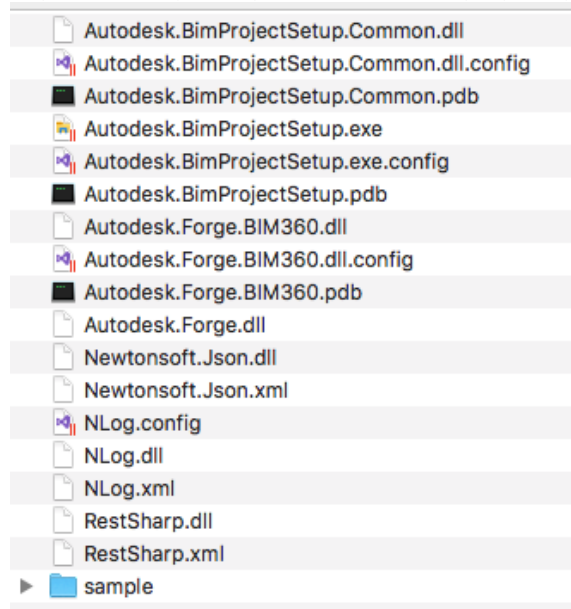 Autodesk.BimProjectSetup.Common.dll
Autodesk.BimProjectSetup.Common.dll.config
Autodesk.BimProjectSetup.Common.pdb
Autodesk.BimProjectSetup.exe
Autodesk.BimProjectSetup.exe.config
Autodesk.BimProjectSetup.pdb
Autodesk.Forge.BIM360.dll
Autodesk.Forge.BIM360.dll.config
Autodesk.Forge.BIM360.pdb
Autodesk.Forge.dll
Newtonsoft.Json.dll
Newtonsoft.Json.xml
NLog.config
NLog.dll
NLog.xml
RestSharp.dll
RestSharp.xml
sample